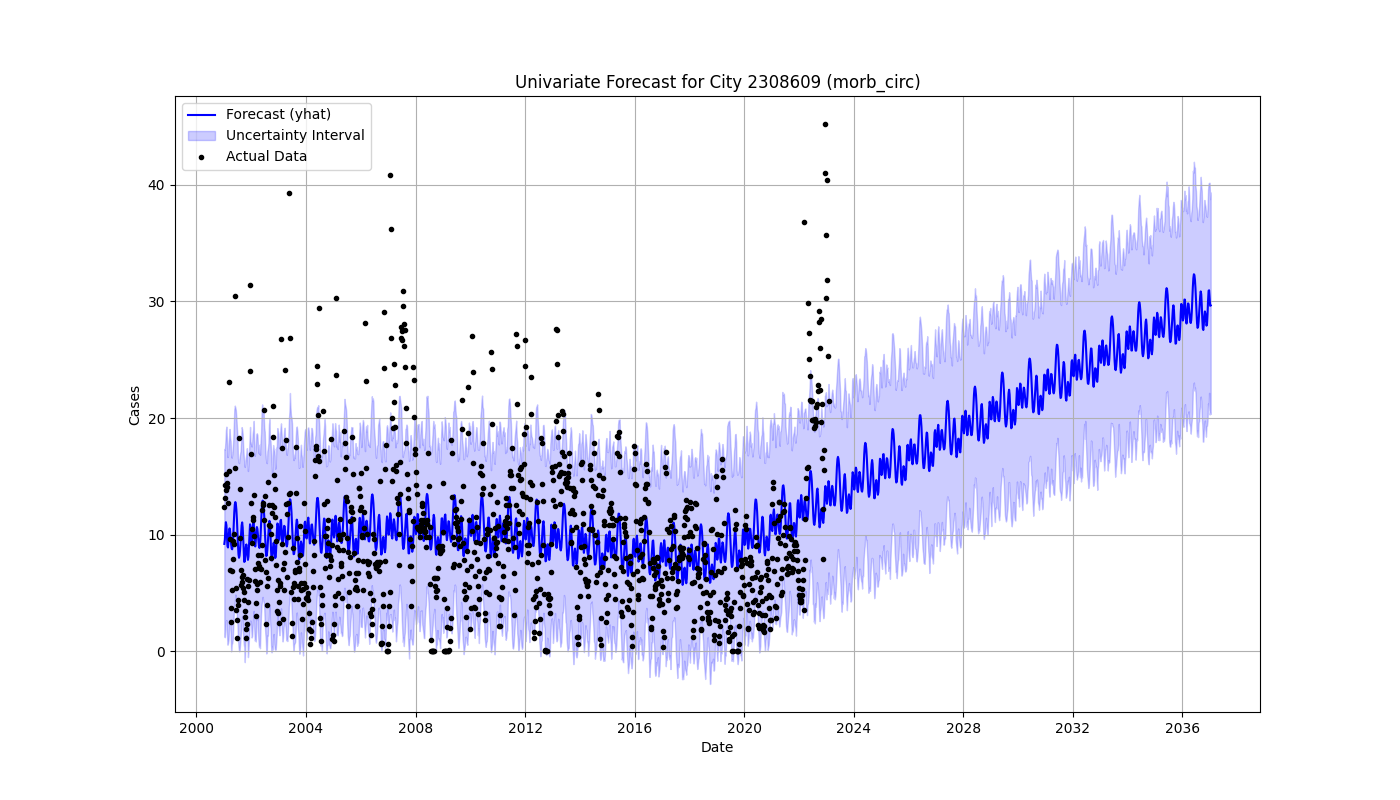 Univariate Forecast for City 2308609 (morb_circ)
Forecast (yhat)
Uncertainty Interval
Actual Data
Cases
40
30
20
10
0
2000 2004 2008 2012 2016 2020 2024 2028 2032 2036
Date